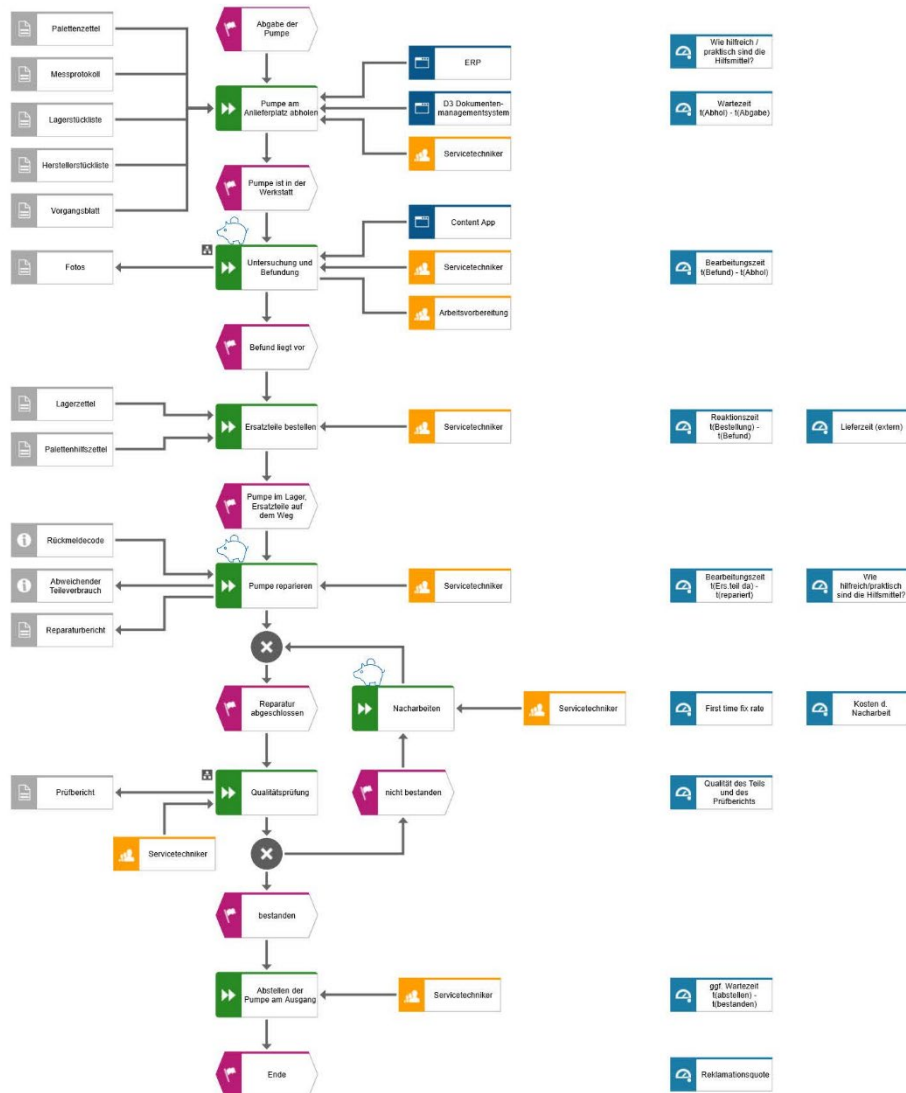 Palettenzettel
Abgabe der
Pumpe
Wie hilfreich /
praktisch sind die
Hilfsmittel?
ERP
Messprotokoll
Pumpe am
Anlieferplatz abholen
D3 Dokumenten-
managementsystem
Wartezeit
t(Abhol) - t(Abgabe)
Lagerstückliste
Servicetechniker
Herstellerstückliste
Pumpe ist in der
Werkstatt
Vorgangsblatt
Content App
Fotos
Untersuchung und
Befundung
Servicetechniker
Bearbeitungszeit
t(Befund) - t(Abhol)
Arbeitsvorbereitung
Befund liegt vor
Lagerzettel
Ersatzteile bestellen
Servicetechniker
Reaktionszeit
t(Bestellung) -
t(Befund)
Lieferzeit (extern)
Palettenhilfszettel
Pumpe im Lager,
Ersatzteile auf
dem Weg
Rückmeldecode
Abweichender
Teileverbrauch
Pumpe reparieren
Servicetechniker
Bearbeitungszeit
t(Ers.teil da) -
t(repariert)
Wie
hilfreich/praktisch
sind die Hilfsmittel?
Reparaturbericht
Reparatur
abgeschlossen
Nacharbeiten
Servicetechniker
First time fix rate
Kosten d.
Nacharbeit
Prüfbericht
Qualitätsprüfung
nicht bestanden
Qualität des Teils
und des
Prüfberichts
Servicetechniker
bestanden
Abstellen der
Pumpe am Ausgang
Servicetechniker
ggf. Wartezeit
t(abstellen) -
t(bestanden)
Ende
Reklamationsquote